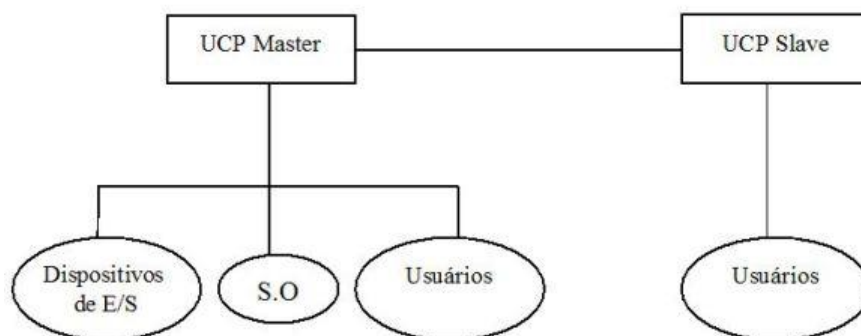 UCP Master
UCP Slave
Dispositivos
de E/S
S.O
Usuários
Usuários